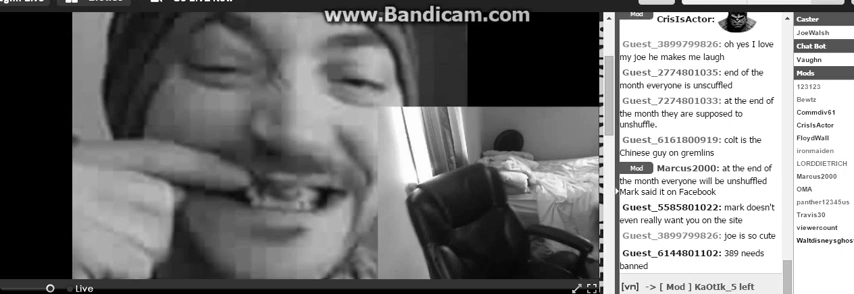 www.Bandicam.com
Mod CrisIsActor:
Guest_3899799826: oh yes I love
my joe he makes me laugh
Guest_2774801035: end of the
month everyone is unscuffled
Guest_7274801033: at the end of
the month they are supposed to
unshuffle.
Guest_6161800919: colt is the
Chinese guy on gremlins
Mod Marcus2000: at the end of
the month everyone will be unshuffled
Mark said it on Facebook
Guest_5585801022: mark doesn't
even really want you on the site
Guest_3899799826: joe is so cute
Guest_6144801102: 389 needs
banned
-> [ Mod ] KaOtIk_5 left
Caster
JoeWalsh
Chat Bot
Vaughn
Mods
123123
Bewtz
Commdiv61
CrisIsActor
FloydWall
ironmaiden
LORDDIETRICH
Marcus2000
OMA
panther12345us
Travis30
viewercount
Waltdisneysghost
Live